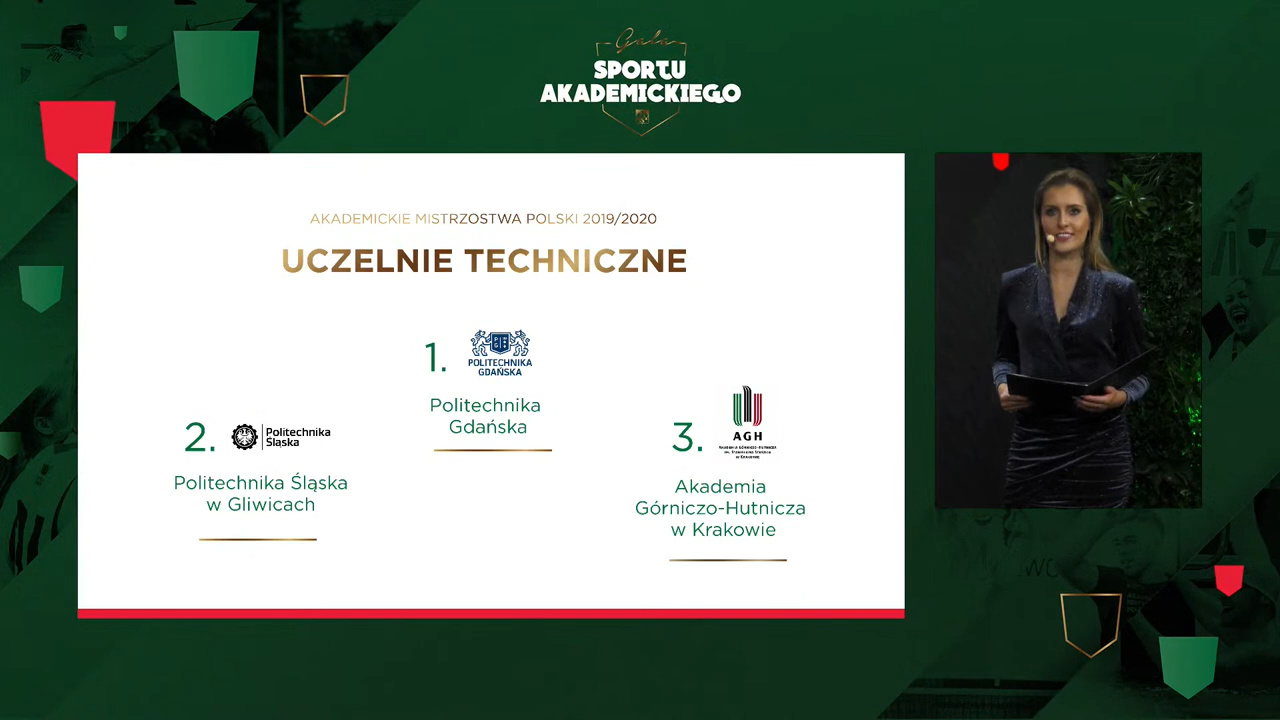 Gala
SPORTU
AKADEMICKIEGO
AKADEMICKIE MISTRZOSTWA POLSKI 2019/2020
UCZELNIE TECHNICZNE
1.
POLITECHNIKA
GDAŃSKA
Politechnika
Gdańska
2.
Politechnika
Śląska
Politechnika Śląska
w Gliwicach
3.
AGH
Akademia
Górniczo-Hutnicza
w Krakowie